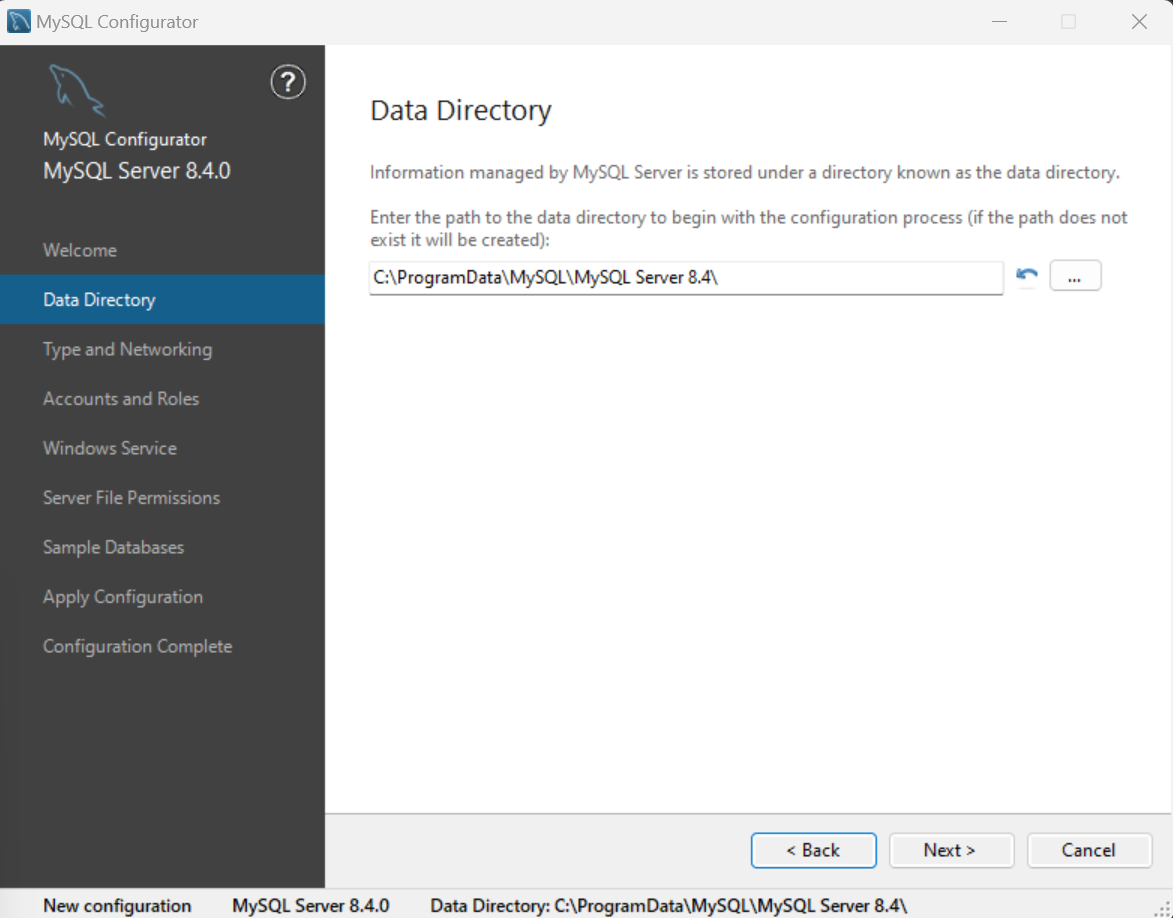 MySQL Configurator
?
MySQL Configurator
MySQL Server 8.4.0
Welcome
Data Directory
Type and Networking
Accounts and Roles
Windows Service
Server File Permissions
Sample Databases
Apply Configuration
Configuration Complete
Data Directory
Information managed by MySQL Server is stored under a directory known as the data directory.
Enter the path to the data directory to begin with the configuration process (if the path does not
exist it will be created):
C:\ProgramData\MySQL\MySQL Server 8.4\
...
< Back
Next >
Cancel
New configuration
MySQL Server 8.4.0
Data Directory: C:\ProgramData\MySQL\MySQL Server 8.4\